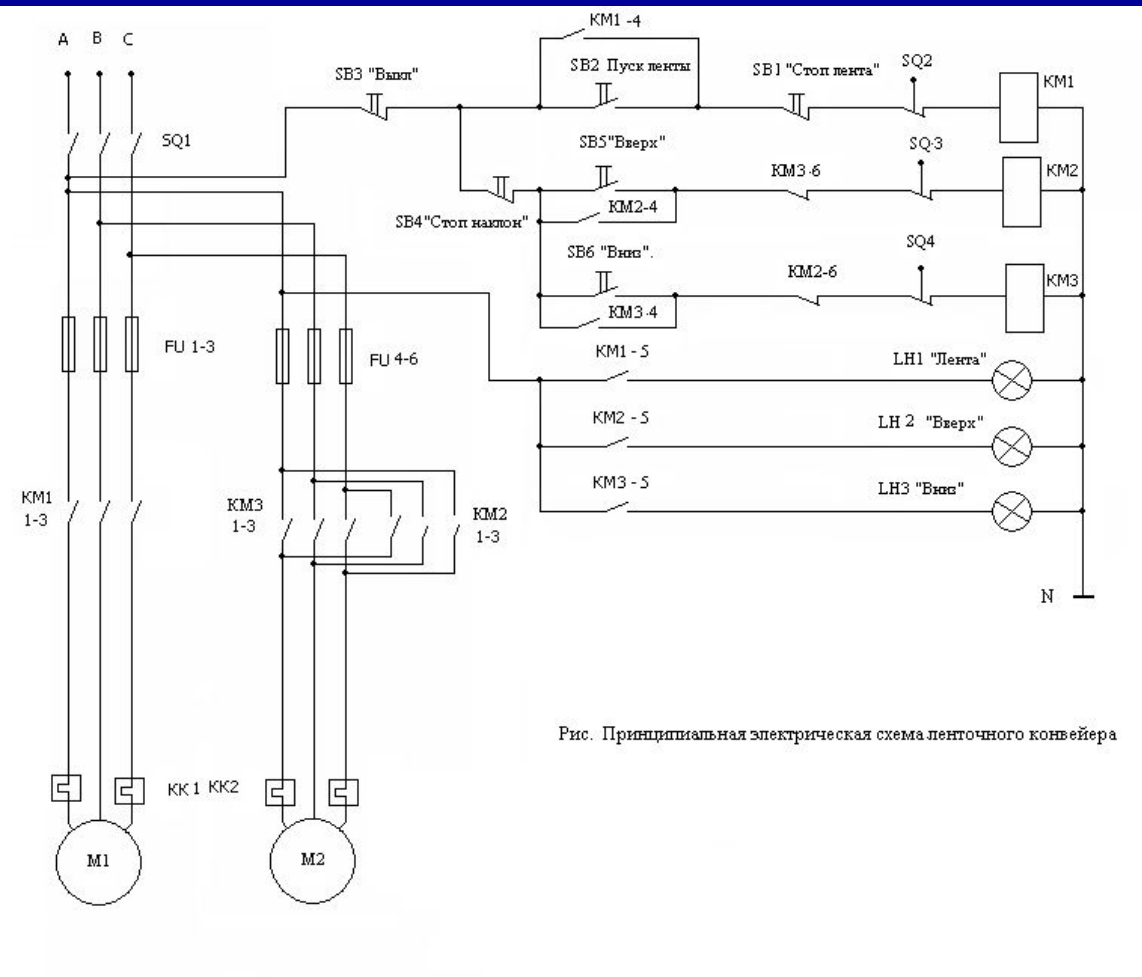 A B C
KM1 -4
SB3 "Выкл"
SB2 Пуск ленты
SB1 "Стоп лента"
SQ2
KM1
SQ1
SB5"Вверх"
KM3-6
SQ-3
KM2
SB4"Стоп наклон"
KM2-4
SB6 "Вниз".
KM2-6
SQ4
KM3
KM3-4
FU 1-3
FU 4-6
KM1 - 5
LH1 "Лента"
KM2 - 5
LH 2 "Вверх"
KM3 - 5
LH3 "Вниз"
KM1
1-3
KM3
1-3
KM2
1-3
N
Рис. Принципиальная электрическая схема ленточного конвейера
KK 1 KK2
M1
M2